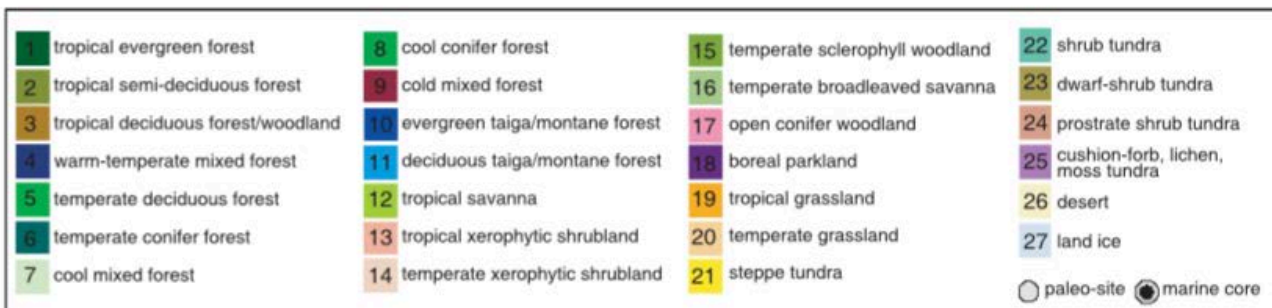 1 tropical evergreen forest
2 tropical semi-deciduous forest
3 tropical deciduous forest/woodland
4 warm-temperate mixed forest
5 temperate deciduous forest
6 temperate conifer forest
7 cool mixed forest
8 cool conifer forest
9 cold mixed forest
10 evergreen taiga/montane forest
11 deciduous taiga/montane forest
12 tropical savanna
13 tropical xerophytic shrubland
14 temperate xerophytic shrubland
15 temperate sclerophyll woodland
16 temperate broadleaved savanna
17 open conifer woodland
18 boreal parkland
19 tropical grassland
20 temperate grassland
21 steppe tundra
22 shrub tundra
23 dwarf-shrub tundra
24 prostrate shrub tundra
25 cushion-forb, lichen,
moss tundra
26 desert
27 land ice
paleo-site marine core